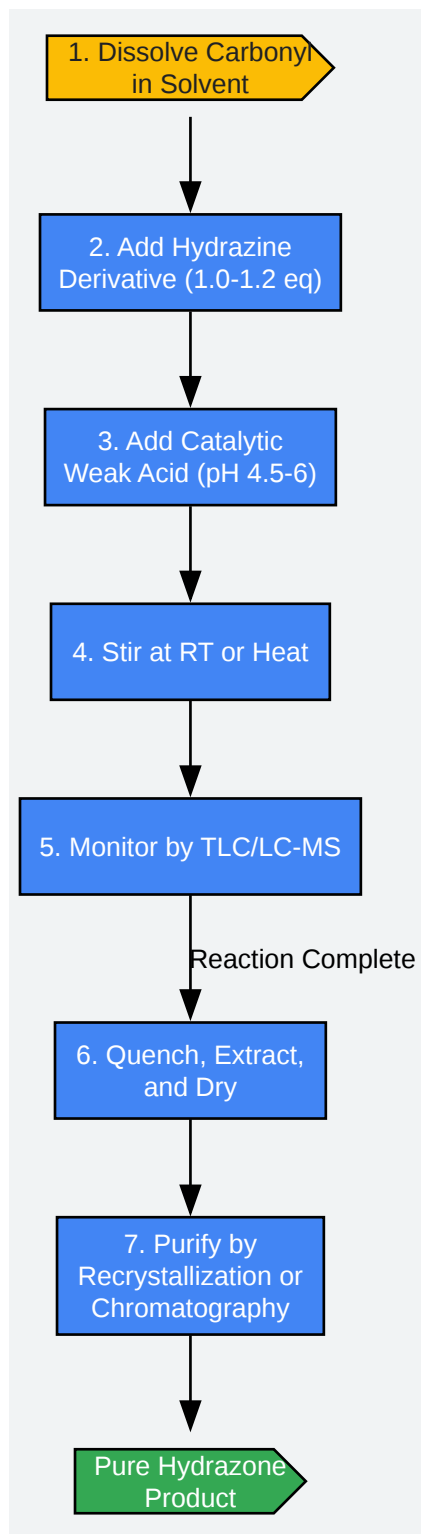 1. Dissolve Carbonyl
in Solvent
2. Add Hydrazine
Derivative (1.0-1.2 eq)
3. Add Catalytic
Weak Acid (pH 4.5-6)
4. Stir at RT or Heat
5. Monitor by TLC/LC-MS
Reaction Complete
6. Quench, Extract,
and Dry
7. Purify by
Recrystallization or
Chromatography
Pure Hydrazone
Product